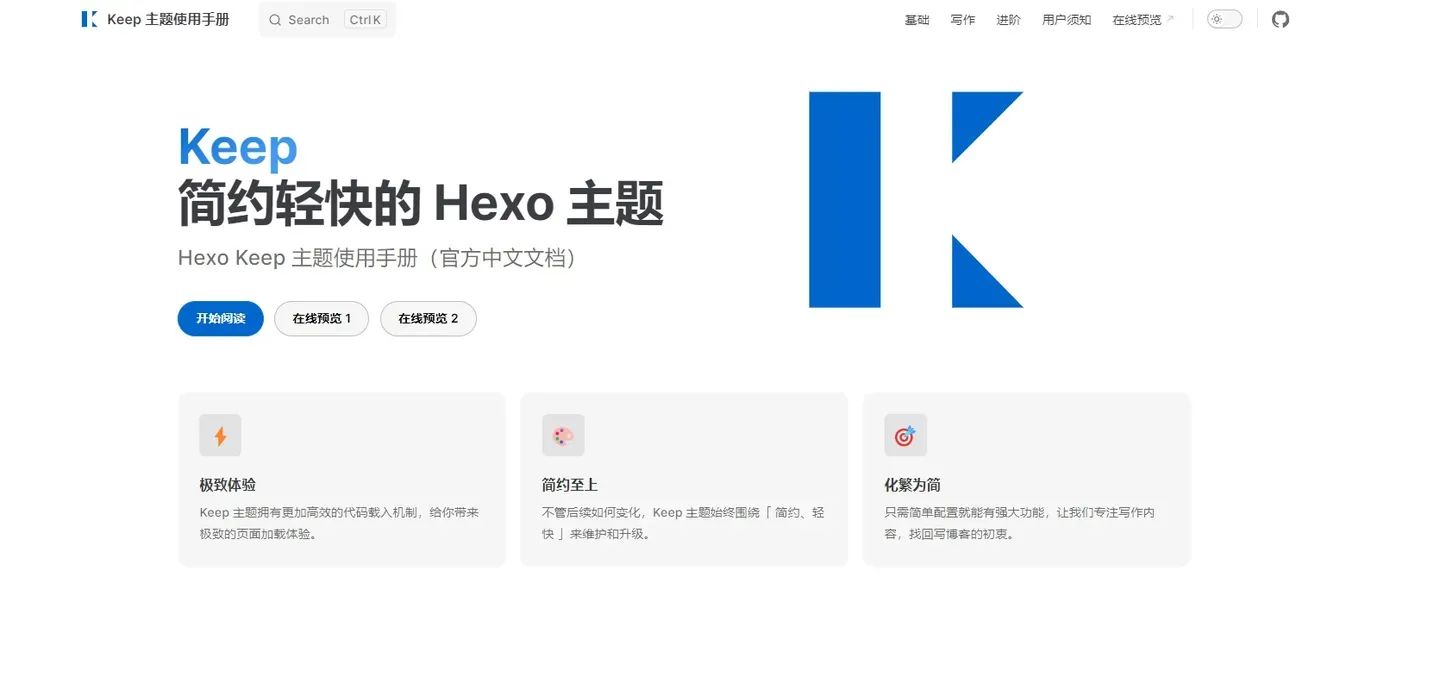 Keep 主题使用手册
Search
Ctrl K
基础
写作
进阶
用户须知
在线预览
Keep
简约轻快的 Hexo 主题
Hexo Keep 主题使用手册（官方中文文档）
开始阅读
在线预览 1
在线预览 2
极致体验
Keep 主题拥有更加高效的代码载入机制，给你带来
极致的页面加载体验。
简约至上
不管后续如何变化，Keep 主题始终围绕「 简约、轻
快 」来维护和升级。
化繁为简
只需简单配置就能有强大功能，让我们专注写作内
容，找回写博客的初衷。